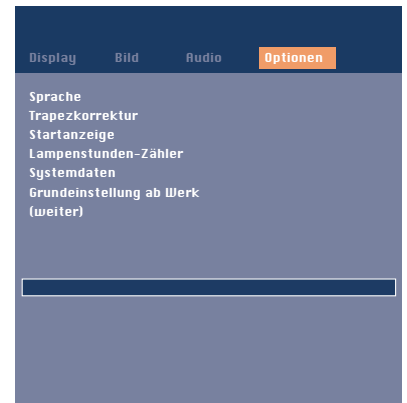 Display Bild Audio Optionen
Sprache
Trapezkorrektur
Startanzeige
Lampenstunden-Zähler
Systemdaten
Grundeinstellung ab Werk
(weiter)